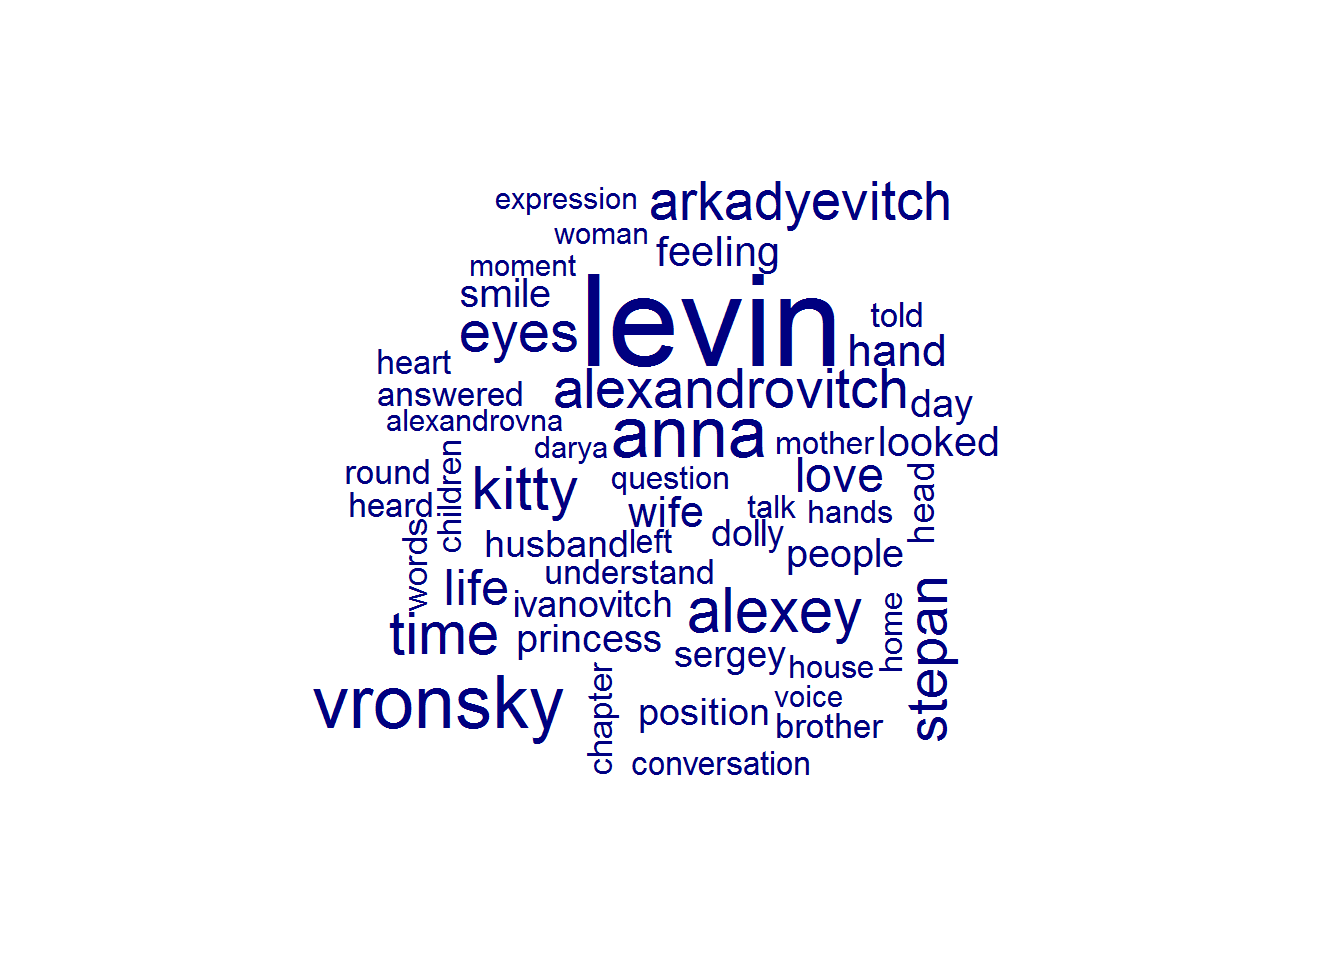 expression
arkadyevitch
woman
feeling
moment
smile
levin
told
eyes
hand
heart
answered
alexandrovitch
day
alexandrovna
anna
darya
mother
looked
round
children
kitty
question
love
head
heard
wife
talk
hands
words
husband
left
dolly
people
understand
life
ivanovitch
alexey
home
stepan
time
princess
sergey
house
vronsky
chapter
position
voice
brother
conversation